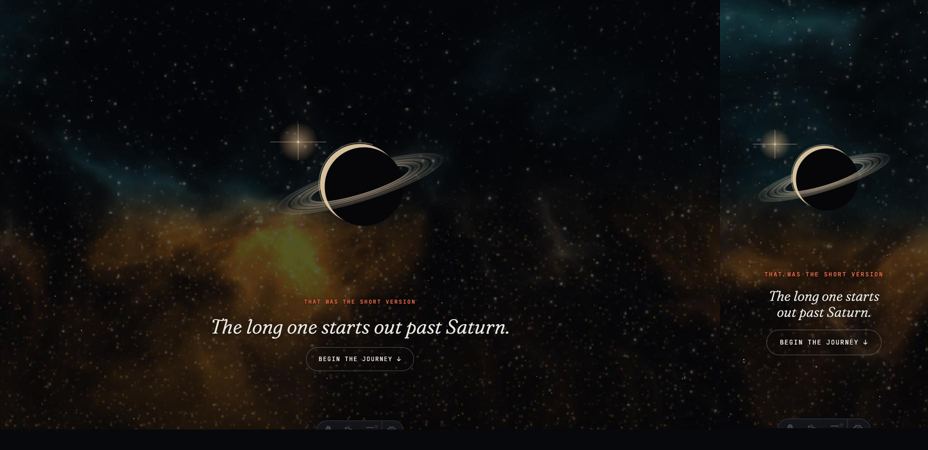 THAT WAS THE SHORT VERSION
The long one starts out past Saturn.
BEGIN THE JOURNEY ↓
THAT WAS THE SHORT VERSION
The long one starts
out past Saturn.
BEGIN THE JOURNEY ↓